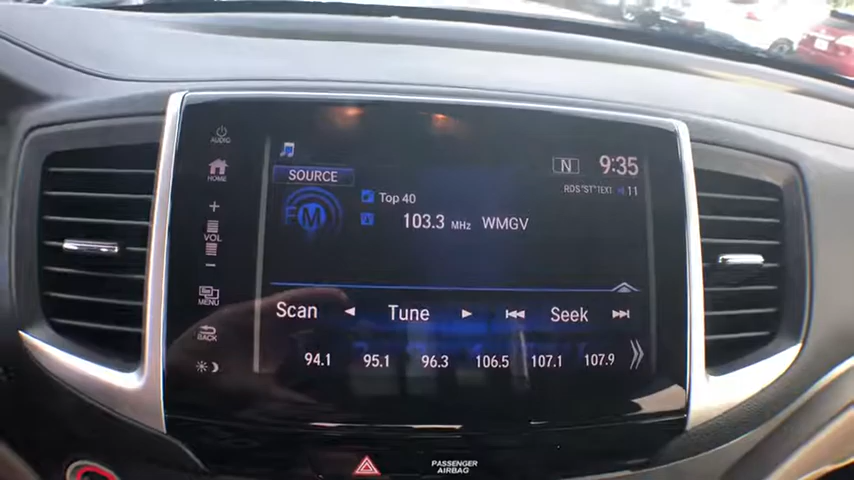 AUDIO
HOME
+
VOL
-
MENU
BACK
SOURCE
N
9:35
RDS ST TEXT 11
FM
Top 40
103.3 MHz WMGV
Scan Tune Seek
94.1 95.1 96.3 106.5 107.1 107.9
PASSENGER
AIRBAG